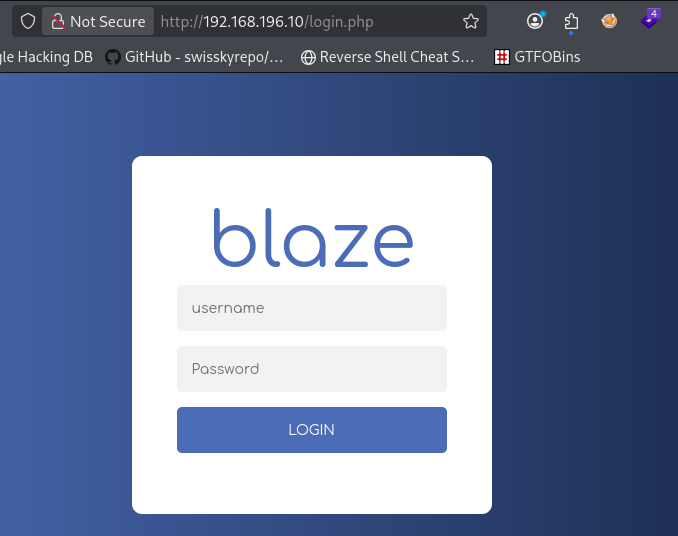 Not Secure http://192.168.196.10/login.php 4
gle Hacking DB GitHub - swisskyrepo/... Reverse Shell Cheat S... GTFOBins
blaze
username
Password
LOGIN